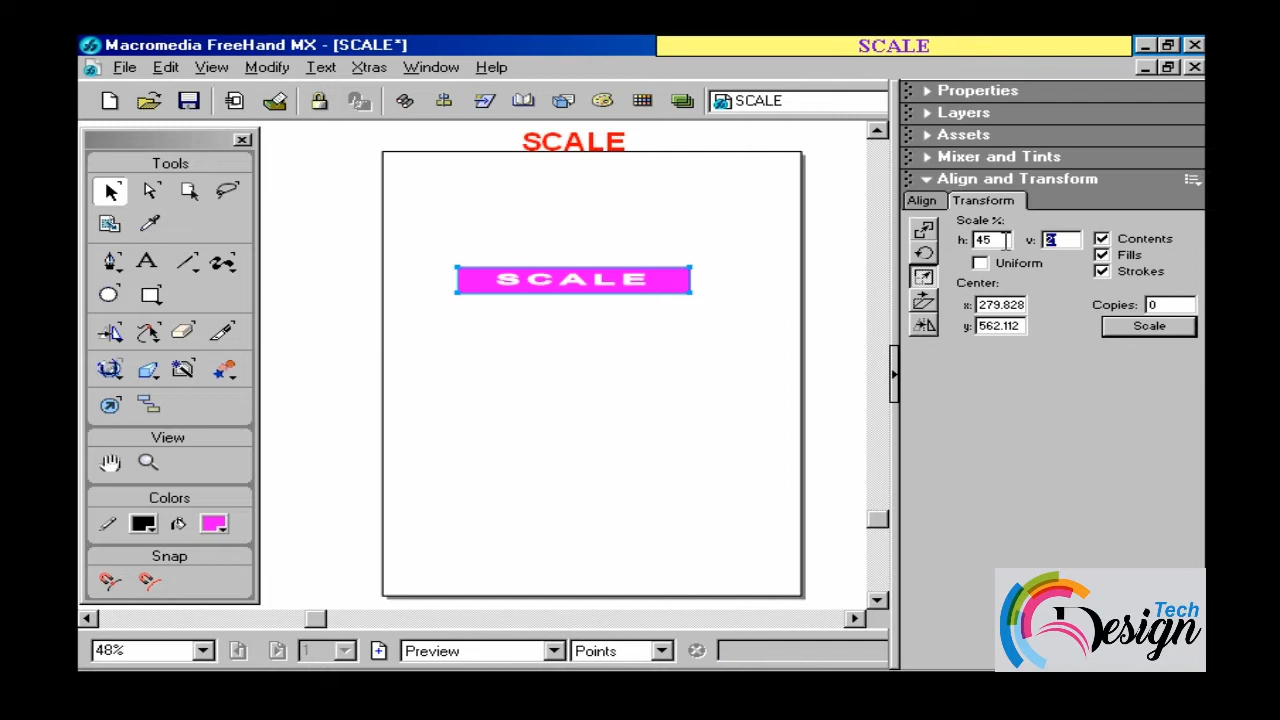 Macromedia FreeHand MX - [SCALE*]
SCALE
File Edit View Modify Text Xtras Window Help
SCALE
Properties
Layers
Assets
Mixer and Tints
Align and Transform
Align Transform
Scale %:
h: 45 v:
Contents
Uniform
Fills
Strokes
Center:
x: 279.828
y: 562.112
Copies: 0
Scale
Tools
View
Colors
Snap
SCALE
SCALE
48%
1
Preview
Points
Design Tech